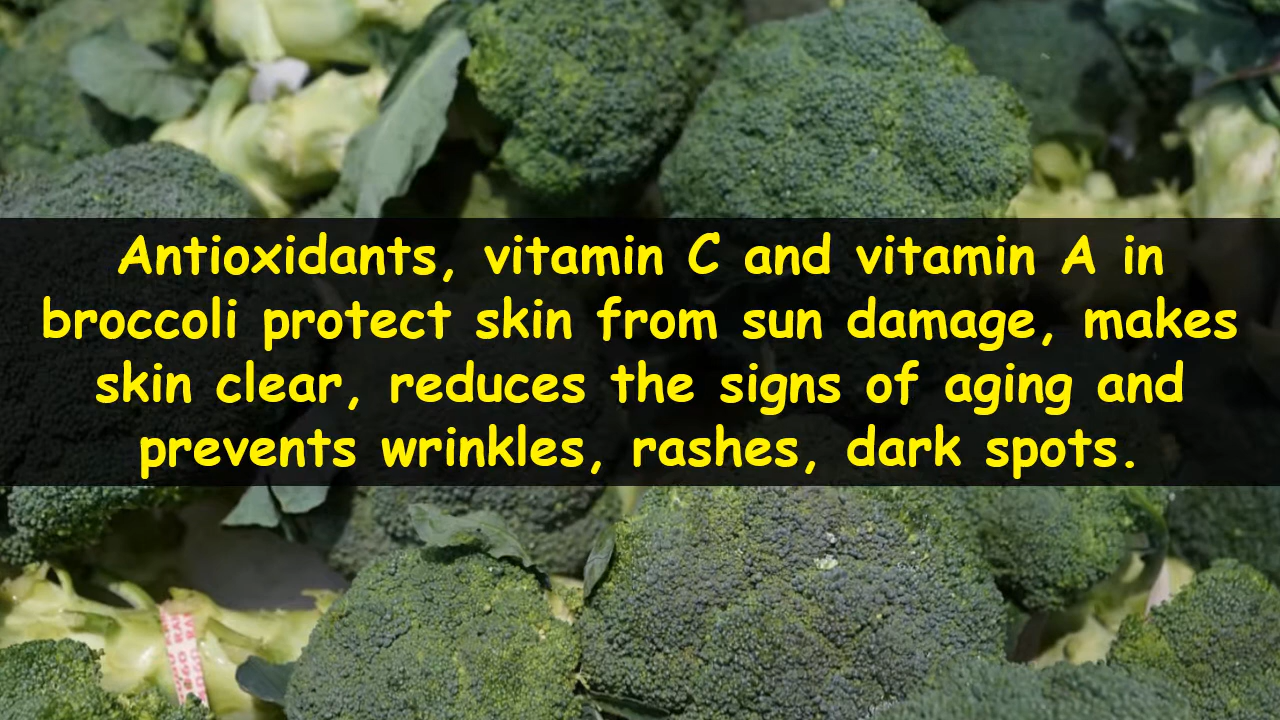 Antioxidants, vitamin C and vitamin A in
broccoli protect skin from sun damage, makes
skin clear, reduces the signs of aging and
prevents wrinkles, rashes, dark spots.